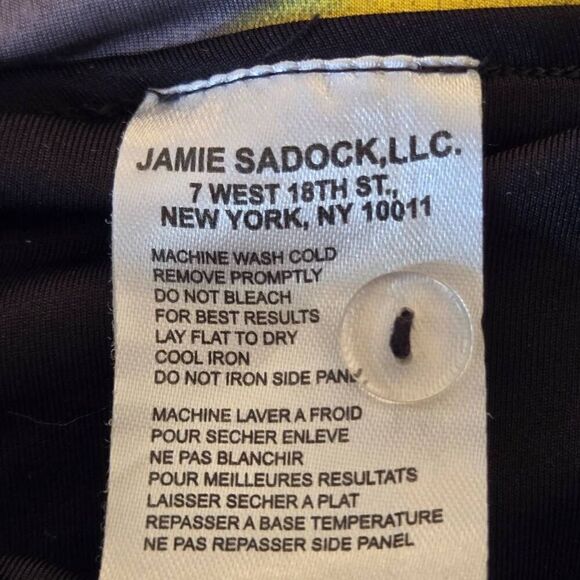 JAMIE SADOCK,LLC.
7 WEST 18TH ST.,
NEW YORK, NY 10011
MACHINE WASH COLD
REMOVE PROMPTLY
DO NOT BLEACH
FOR BEST RESULTS
LAY FLAT TO DRY
COOL IRON
DO NOT IRON SIDE
MACHINE LAVER A FROID
POUR SECHER ENLEVE
NE PAS BLANCHIR
POUR MEILLEURES RESULTATS
LAISSER SECHER A PLAT
REPASSER A BASE TEMPERATURE
NE PAS REPASSER SIDE PANEL